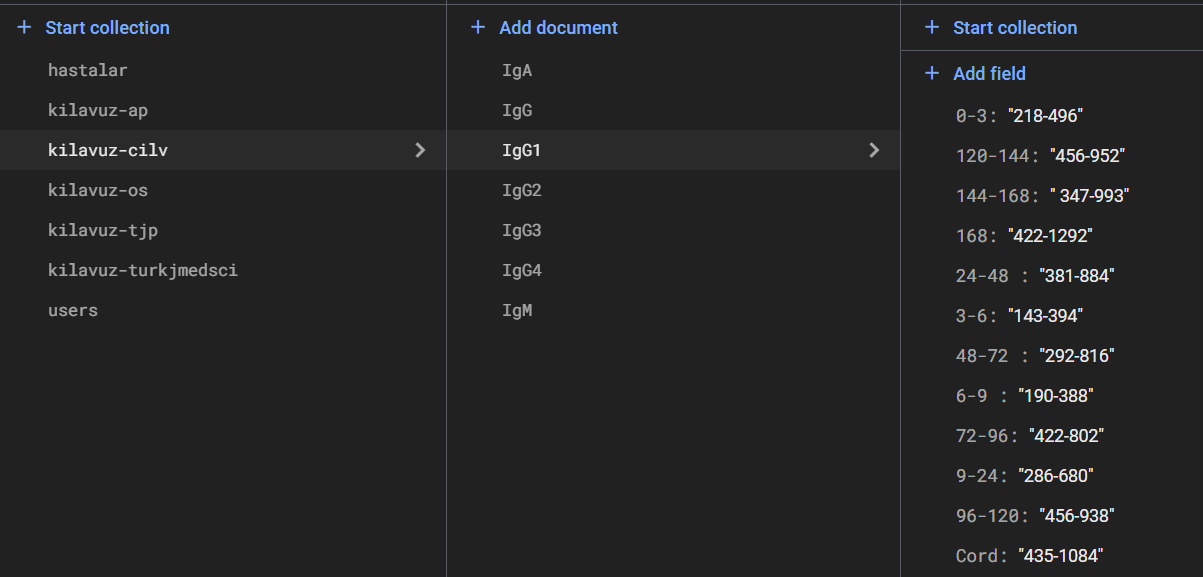 + Start collection
hastalar
kilavuz-ap
kilavuz-cilv
kilavuz-os
kilavuz-tjp
kilavuz-turkjmedsci
users
+ Add document
IgA
IgG
IgG1
IgG2
IgG3
IgG4
IgM
+ Start collection
+ Add field
0-3: "218-496"
120-144: "456-952"
144-168: " 347-993"
168: "422-1292"
24-48 : "381-884"
3-6: "143-394"
48-72 : "292-816"
6-9 : "190-388"
72-96: "422-802"
9-24: "286-680"
96-120: "456-938"
Cord: "435-1084"